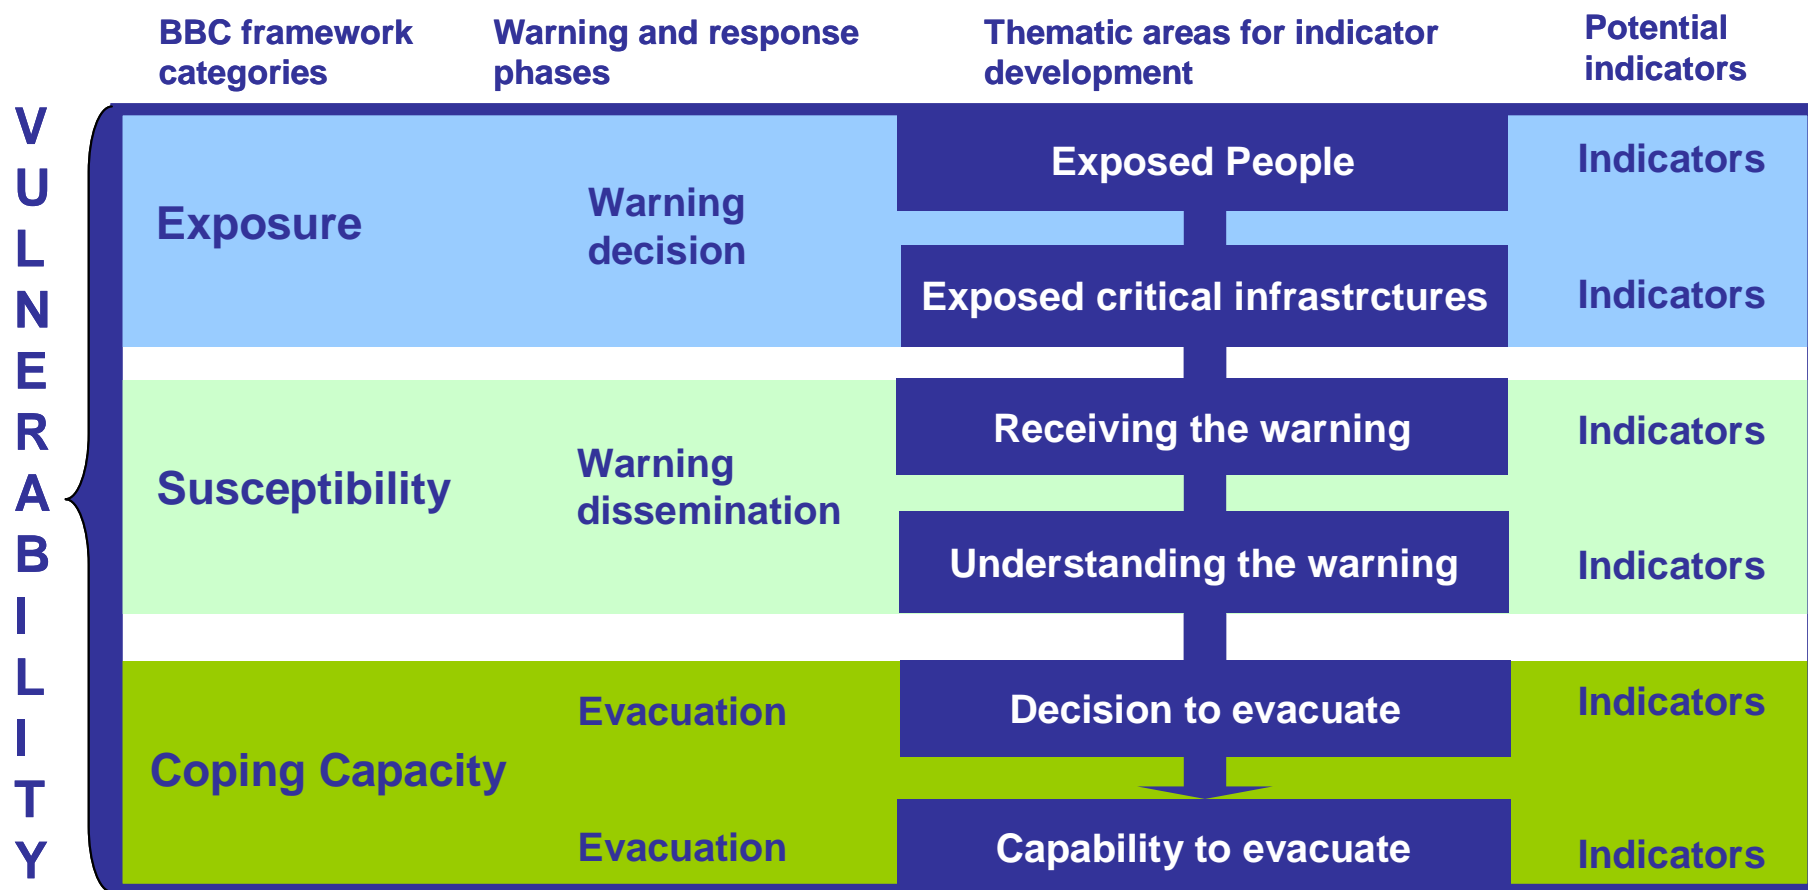 BBC framework
categories
Warning and response
phases
Thematic areas for indicator
development
Potential
indicators
V
U
L
N
E
R
A
B
I
L
I
T
Y
Exposure
Warning
decision
Exposed People
Indicators
Exposed critical infrastrctures
Indicators
Susceptibility
Warning
dissemination
Receiving the warning
Indicators
Understanding the warning
Indicators
Coping Capacity
Evacuation
Decision to evacuate
Indicators
Evacuation
Capability to evacuate
Indicators